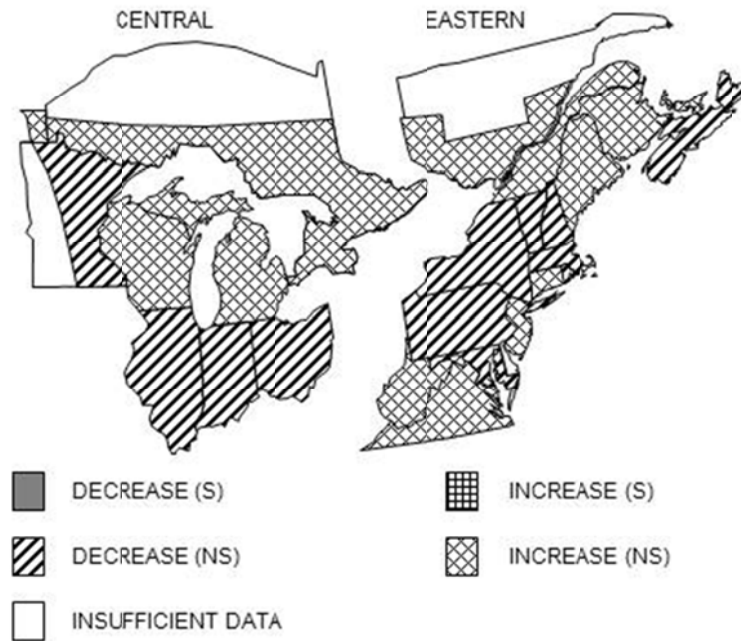 CENTRAL EASTERN
DECREASE (S) INCREASE (S)
DECREASE (NS) INCREASE (NS)
INSUFFICIENT DATA